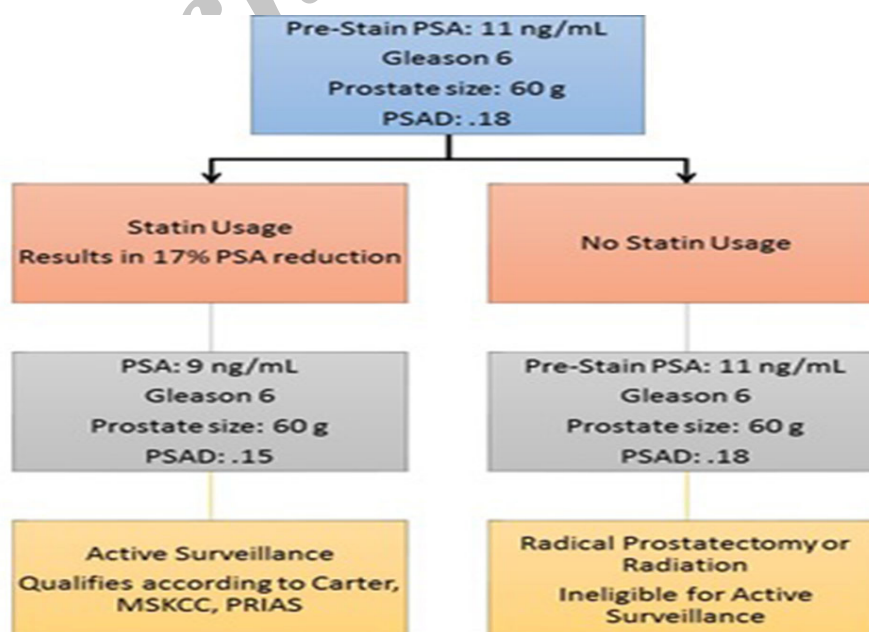 Pre-Stain PSA: 11 ng/mL
Gleason 6
Prostate size: 60 g
PSAD: .18
Statin Usage
Results in 17% PSA reduction
No Statin Usage
PSA: 9 ng/mL
Gleason 6
Prostate size: 60 g
PSAD: .15
Pre-Stain PSA: 11 ng/mL
Gleason 6
Prostate size: 60 g
PSAD: .18
Active Surveillance
Qualifies according to Carter,
MSKCC, PRIAS
Radical Prostatectomy or
Radiation
Ineligible for Active
Surveillance